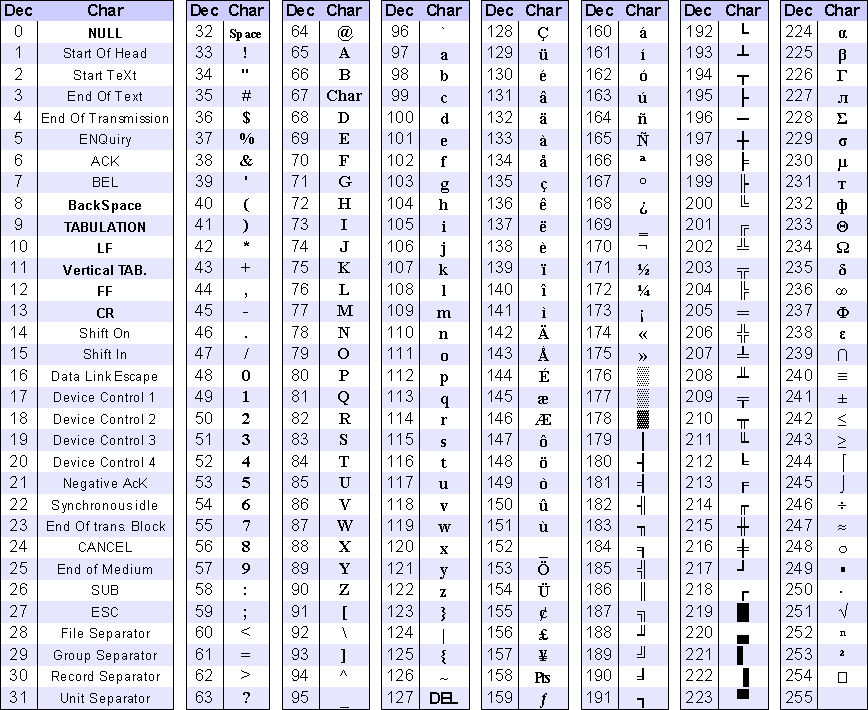 Dec Char Dec Char Dec Char Dec Char Dec Char Dec Char Dec Char Dec Char
0 NULL 32 Space 64 @ 96 ` 128 Ç 160 á 192 └ 224 α
1 Start Of Head 33 ! 65 A 97 a 129 ü 161 í 193 ┴ 225 β
2 Start TeXt 34 " 66 B 98 b 130 é 162 ó 194 ┬ 226 Γ
3 End Of Text 35 # 67 Char 99 c 131 â 163 ú 195 ├ 227 π
4 End Of Transmission 36 $ 68 D 100 d 132 ä 164 ñ 196 ─ 228 Σ
5 ENQuiry 37 % 69 E 101 e 133 à 165 Ñ 197 ┼ 229 σ
6 ACK 38 & 70 F 102 f 134 å 166 ª 198 ╞ 230 μ
7 BEL 39 ' 71 G 103 g 135 ç 167 º 199 ╟ 231 τ
8 BackSpace 40 ( 72 H 104 h 136 ê 168 ¿ 200 ╚ 232 ф
9 TABULATION 41 ) 73 I 105 i 137 ë 169 ‗ 201 ╔ 233 Θ
10 LF 42 * 74 J 106 j 138 è 170 ¬ 202 ╩ 234 Ω
11 Vertical TAB. 43 + 75 K 107 k 139 ï 171 ½ 203 ╦ 235 δ
12 FF 44 , 76 L 108 l 140 î 172 ¼ 204 ╠ 236 ∞
13 CR 45 - 77 M 109 m 141 ì 173 ¡ 205 ═ 237 Φ
14 Shift On 46 . 78 N 110 n 142 Ä 174 « 206 ╬ 238 ε
15 Shift In 47 / 79 O 111 o 143 Å 175 » 207 ╧ 239 ∩
16 Data Link Escape 48 0 80 P 112 p 144 É 176 ░ 208 ╨ 240 ≡
17 Device Control 1 49 1 81 Q 113 q 145 æ 177 ▒ 209 ╤ 241 ±
18 Device Control 2 50 2 82 R 114 r 146 Æ 178 ▓ 210 ╥ 242 ≤
19 Device Control 3 51 3 83 S 115 s 147 ô 179 │ 211 ╙ 243 ≥
20 Device Control 4 52 4 84 T 116 t 148 ö 180 ┤ 212 ╘ 244 ⌠
21 Negative AcK 53 5 85 U 117 u 149 ò 181 ╡ 213 ╒ 245 ⌡
22 Synchronous idle 54 6 86 V 118 v 150 û 182 ╢ 214 ╓ 246 ÷
23 End Of trans. Block 55 7 87 W 119 w 151 ù 183 ╖ 215 ╫ 247 ≈
24 CANCEL 56 8 88 X 120 x 152 _ 184 ╕ 216 ╪ 248 ○
25 End of Medium 57 9 89 Y 121 y 153 Ö 185 ╣ 217 ┘ 249 ▪
26 SUB 58 : 90 Z 122 z 154 Ü 186 ║ 218 ┌ 250 ·
27 ESC 59 ; 91 [ 123 } 155 ¢ 187 ╗ 219 █ 251 √
28 File Separator 60 < 92 \ 124 | 156 £ 188 ╝ 220 ▄ 252 ⁿ
29 Group Separator 61 = 93 ] 125 { 157 ¥ 189 ╜ 221 ▌ 253 ²
30 Record Separator 62 > 94 ^ 126 ~ 158 Pts 190 ╛ 222 ▐ 254 □
31 Unit Separator 63 ? 95 _ 127 DEL 159 ƒ 191 ┐ 223 ▀ 255